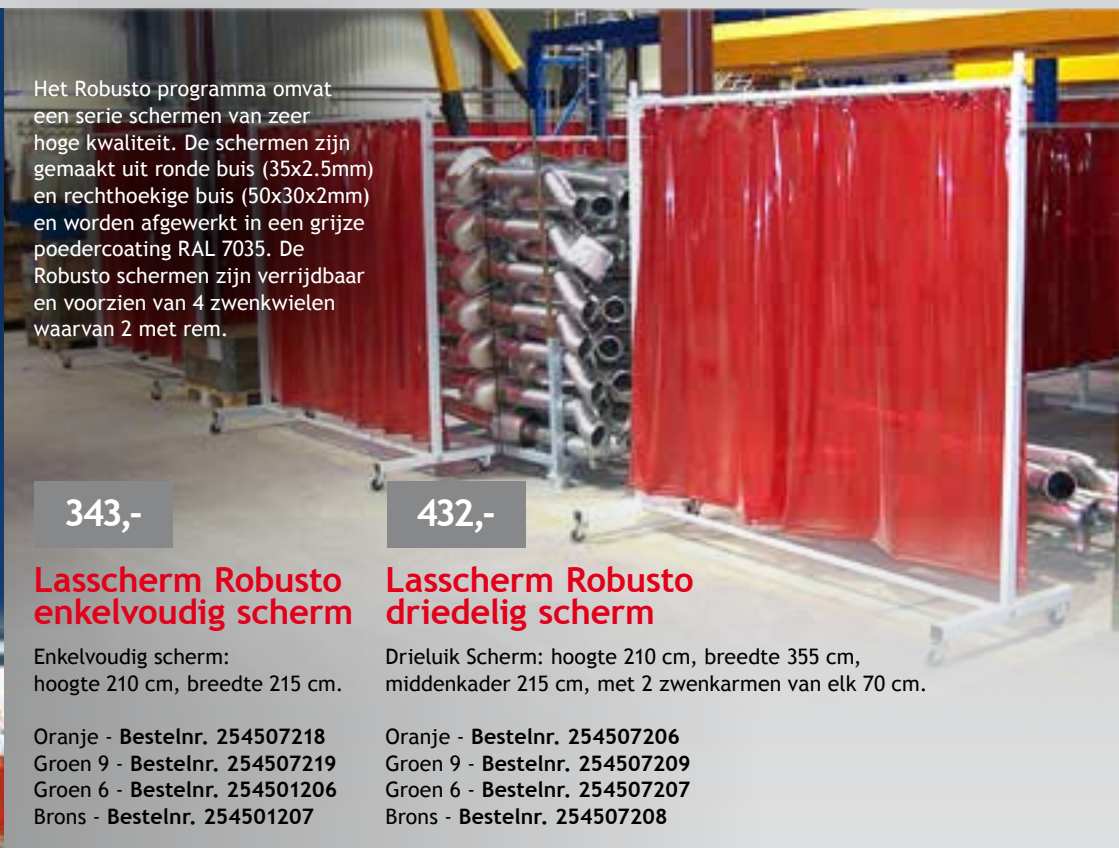 Het Robusto programma omvat
een serie schermen van zeer
hoge kwaliteit. De schermen zijn
gemaakt uit ronde buis (35x2.5mm)
en rechthoekige buis (50x30x2mm)
en worden afgewerkt in een grijze
poedercoating RAL 7035. De
Robusto schermen zijn verrijdbaar
en voorzien van 4 zwenkwielen
waarvan 2 met rem.
343,-
Lasscherm Robusto
enkelvoudig scherm
Enkelvoudig scherm:
hoogte 210 cm, breedte 215 cm.
Oranje - Bestelnr. 254507218
Groen 9 - Bestelnr. 254507219
Groen 6 - Bestelnr. 254501206
Brons - Bestelnr. 254501207
432,-
Lasscherm Robusto
driedelig scherm
Drieluik Scherm: hoogte 210 cm, breedte 355 cm,
middenkader 215 cm, met 2 zwenkarmen van elk 70 cm.
Oranje - Bestelnr. 254507206
Groen 9 - Bestelnr. 254507209
Groen 6 - Bestelnr. 254507207
Brons - Bestelnr. 254507208